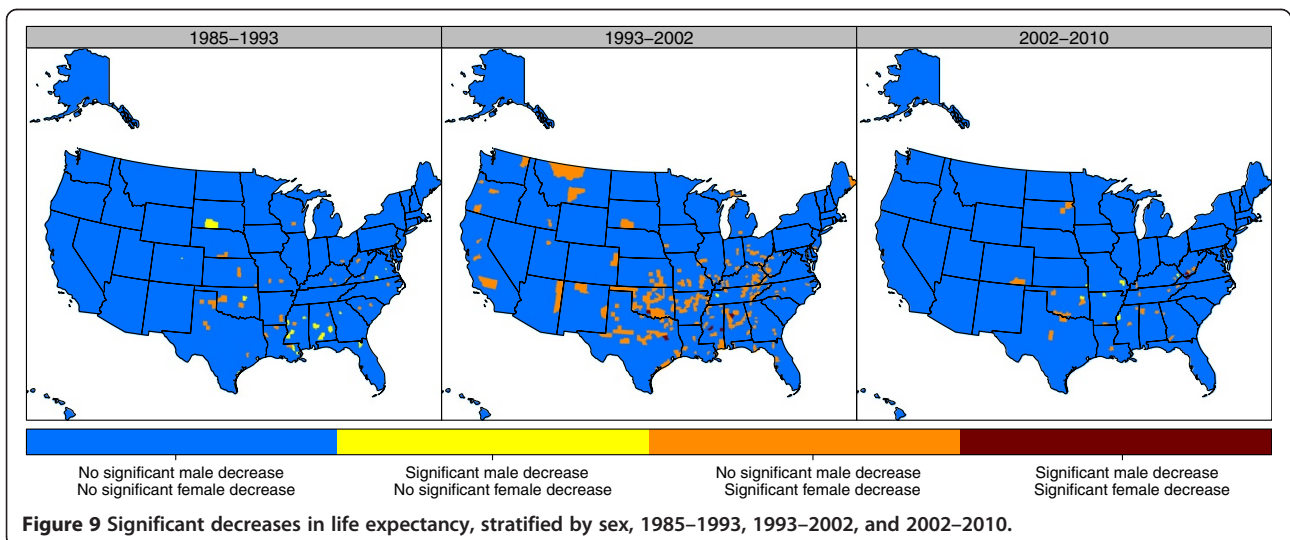 1985–1993
1993–2002
2002–2010
No significant male decrease
No significant female decrease
Significant male decrease
No significant female decrease
No significant male decrease
Significant female decrease
Significant male decrease
Significant female decrease
Figure 9 Significant decreases in life expectancy, stratified by sex, 1985–1993, 1993–2002, and 2002–2010.